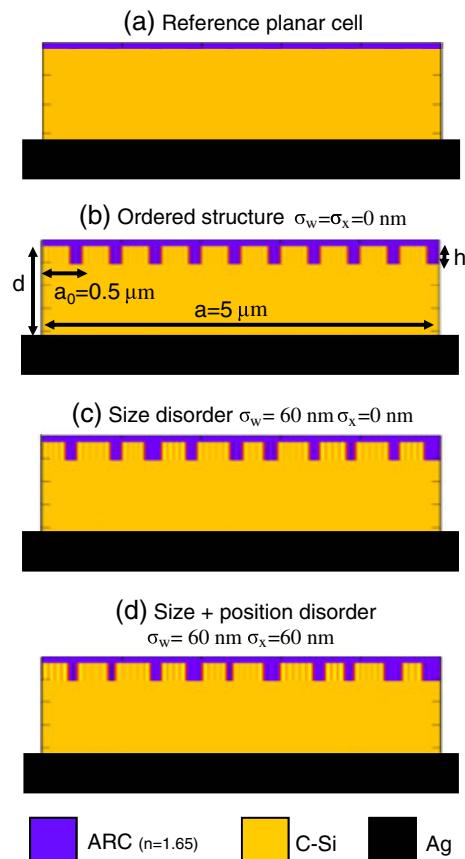 (a) Reference planar cell
(b) Ordered structure σw=σx=0 nm
h
d
a0=0.5 μm
a=5 μm
(c) Size disorder σw= 60 nm σx=0 nm
(d) Size + position disorder
σw= 60 nm σx=60 nm
ARC (n=1.65) C-Si Ag